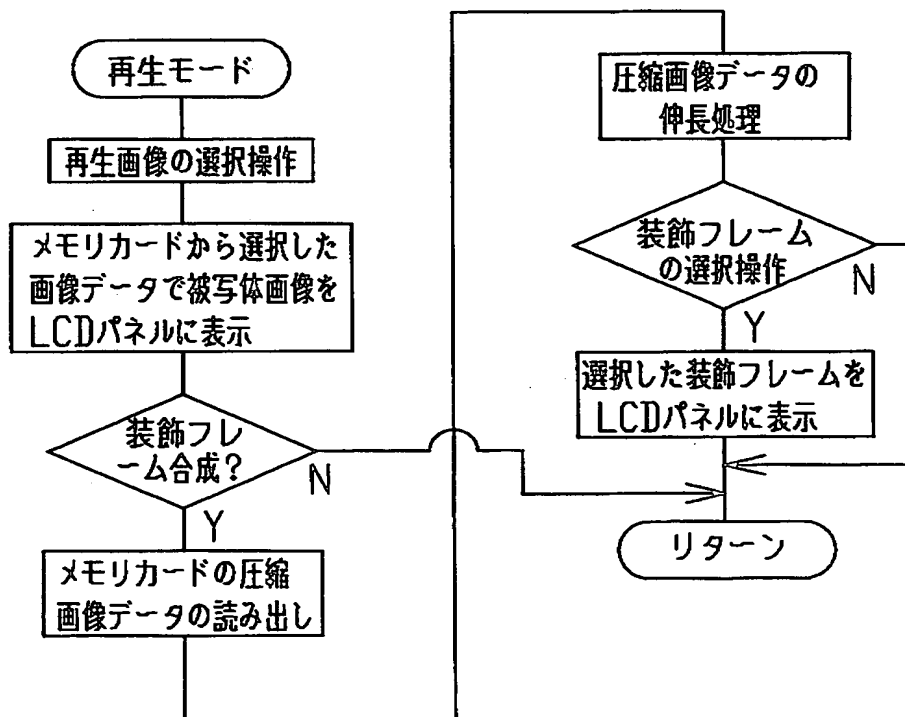 再生モード
再生画像の選択操作
メモリカードから選択した
画像データで被写体画像を
LCDパネルに表示
装飾フレ
ーム合成?
N
Y
メモリカードの圧縮
画像データの読み出し
圧縮画像データの
伸長処理
装飾フレーム
の選択操作
N
Y
選択した装飾フレームを
LCDパネルに表示
リターン